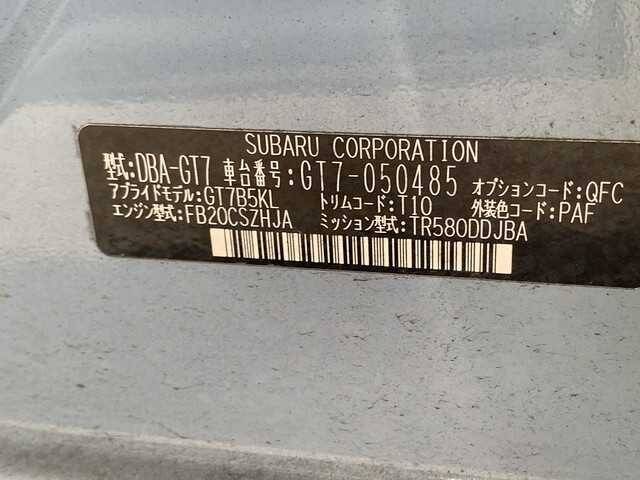 SUBARU CORPORATION
型式:DBA-GT7 車台番号:GT7-050485 オプションコード:QFC
アプライドモデル:GT7B5KL トリムコード:T10 外装色コード:PAF
エンジン型式:FB20CSZHJA ミッション型式:TR580DDJBA